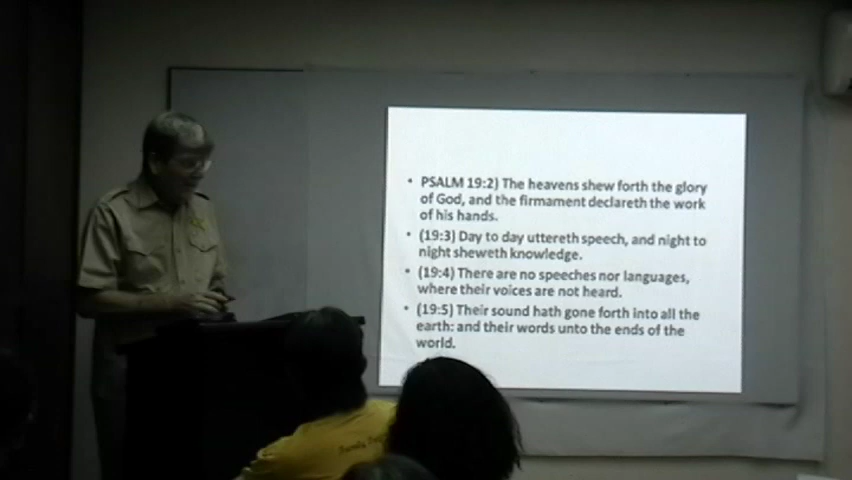 • PSALM 19:2) The heavens shew forth the glory
of God, and the firmament declareth the work
of his hands.
• (19:3) Day to day uttereth speech, and night to
night sheweth knowledge.
• (19:4) There are no speeches nor languages,
where their voices are not heard.
• (19:5) Their sound hath gone forth into all the
earth: and their words unto the ends of the
world.